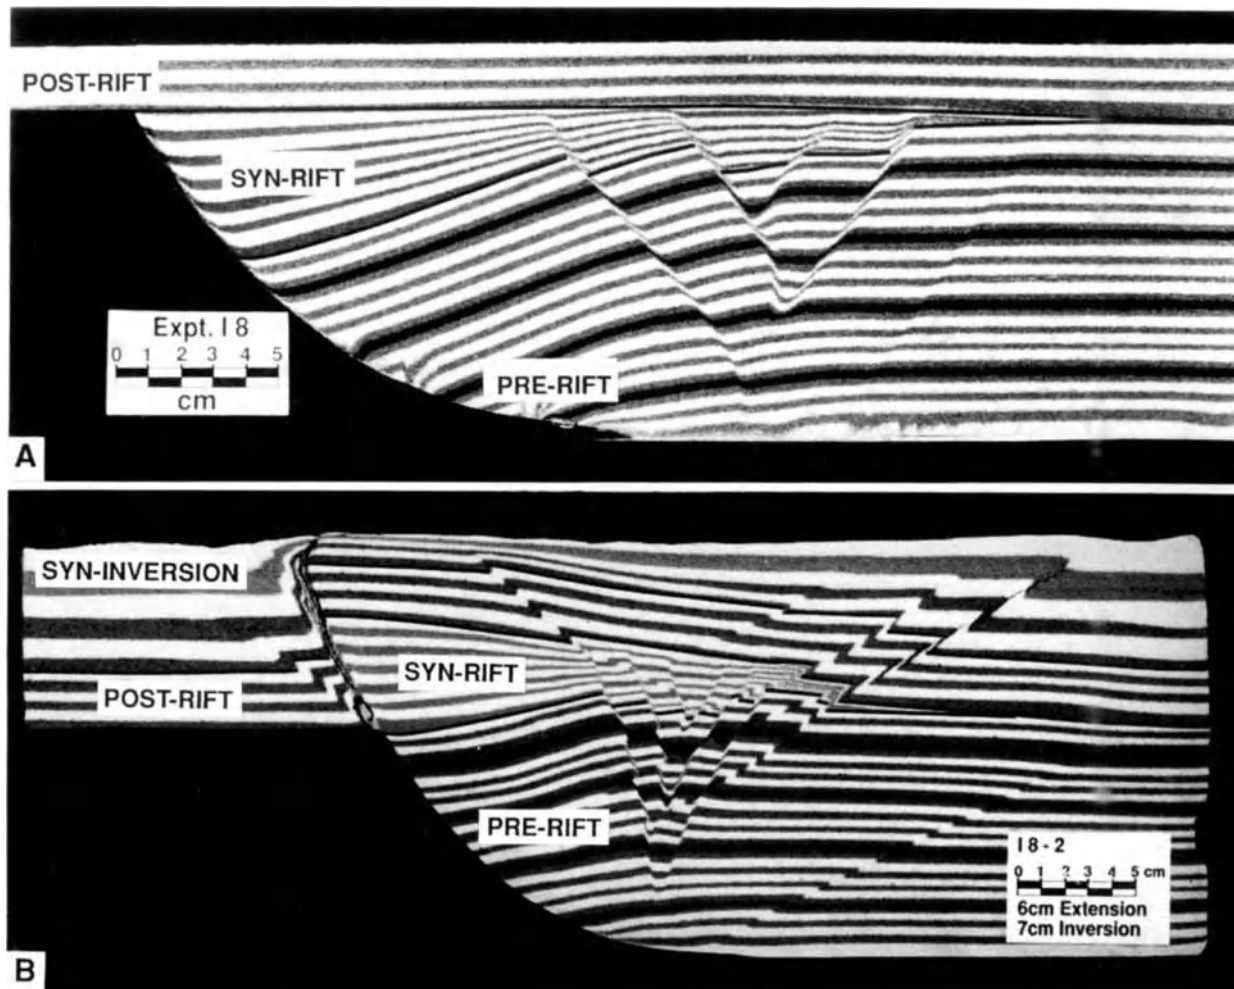 POST-RIFT
SYN-RIFT
Expt. I 8
0 1 2 3 4 5
cm
PRE-RIFT
A
SYN-INVERSION
SYN-RIFT
POST-RIFT
PRE-RIFT
I 8 - 2
0 1 2 3 4 5 cm
6cm Extension
7cm Inversion
B